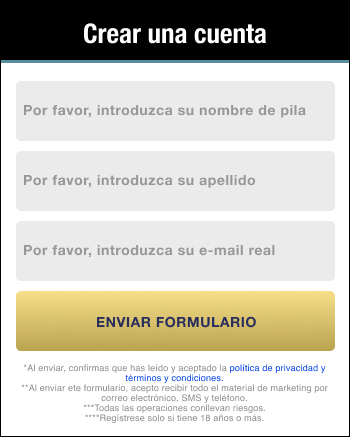 Crear una cuenta
Por favor, introduzca su nombre de pila
Por favor, introduzca su apellido
Por favor, introduzca su e-mail real
ENVIAR FORMULARIO
*Al enviar, confirmas que has leído y aceptado la política de privacidad y
términos y condiciones.
**Al enviar ete formulario, acepto recibir todo el material de marketing por
correo electrónico, SMS y teléfono.
***Todas las operaciones conllevan riesgos.
****Regístrese solo si tiene 18 años o más.